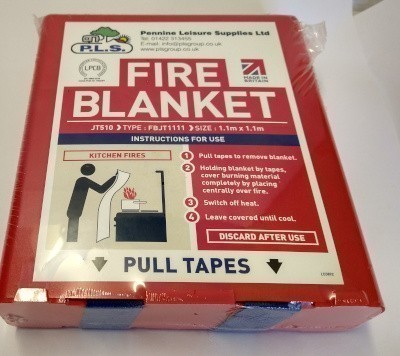 Pennine Leisure Supplies Ltd
P.L.S.
E-mail: info@plsgroup.co.uk
www.plsgroup.co.uk
LPCB
MADE IN
BRITAIN
FIRE
BLANKET
JT510 TYPE : FBJT1111 SIZE : 1.1m x 1.1m
INSTRUCTIONS FOR USE
KITCHEN FIRES
1 Pull tapes to remove blanket.
2 Holding blanket by tapes,
cover burning material
completely by placing
centrally over fire.
3 Switch off heat.
4 Leave covered until cool.
DISCARD AFTER USE
PULL TAPES